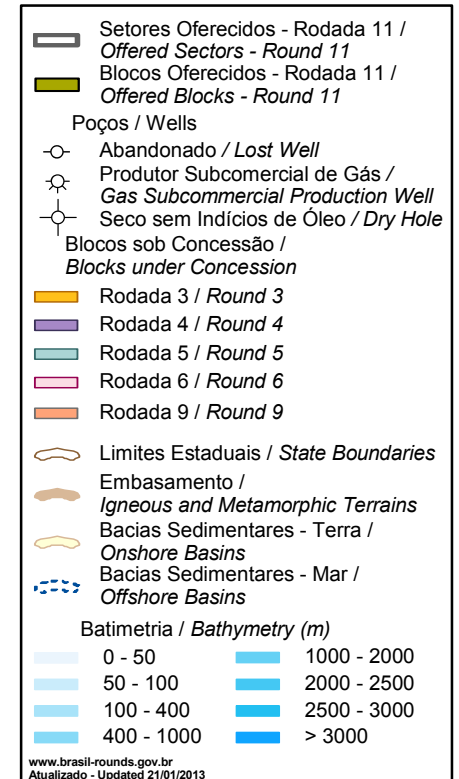 Setores Oferecidos - Rodada 11 /
Offered Sectors - Round 11
Blocos Oferecidos - Rodada 11 /
Offered Blocks - Round 11
Poços / Wells
Abandonado / Lost Well
Produtor Subcomercial de Gás /
Gas Subcommercial Production Well
Seco sem Indícios de Óleo / Dry Hole
Blocos sob Concessão /
Blocks under Concession
Rodada 3 / Round 3
Rodada 4 / Round 4
Rodada 5 / Round 5
Rodada 6 / Round 6
Rodada 9 / Round 9
Limites Estaduais / State Boundaries
Embasamento /
Igneous and Metamorphic Terrains
Bacias Sedimentares - Terra /
Onshore Basins
Bacias Sedimentares - Mar /
Offshore Basins
Batimetria / Bathymetry (m)
0 - 50
50 - 100
100 - 400
400 - 1000
1000 - 2000
2000 - 2500
2500 - 3000
> 3000
www.brasil-rounds.gov.br
Atualizado - Updated 21/01/2013